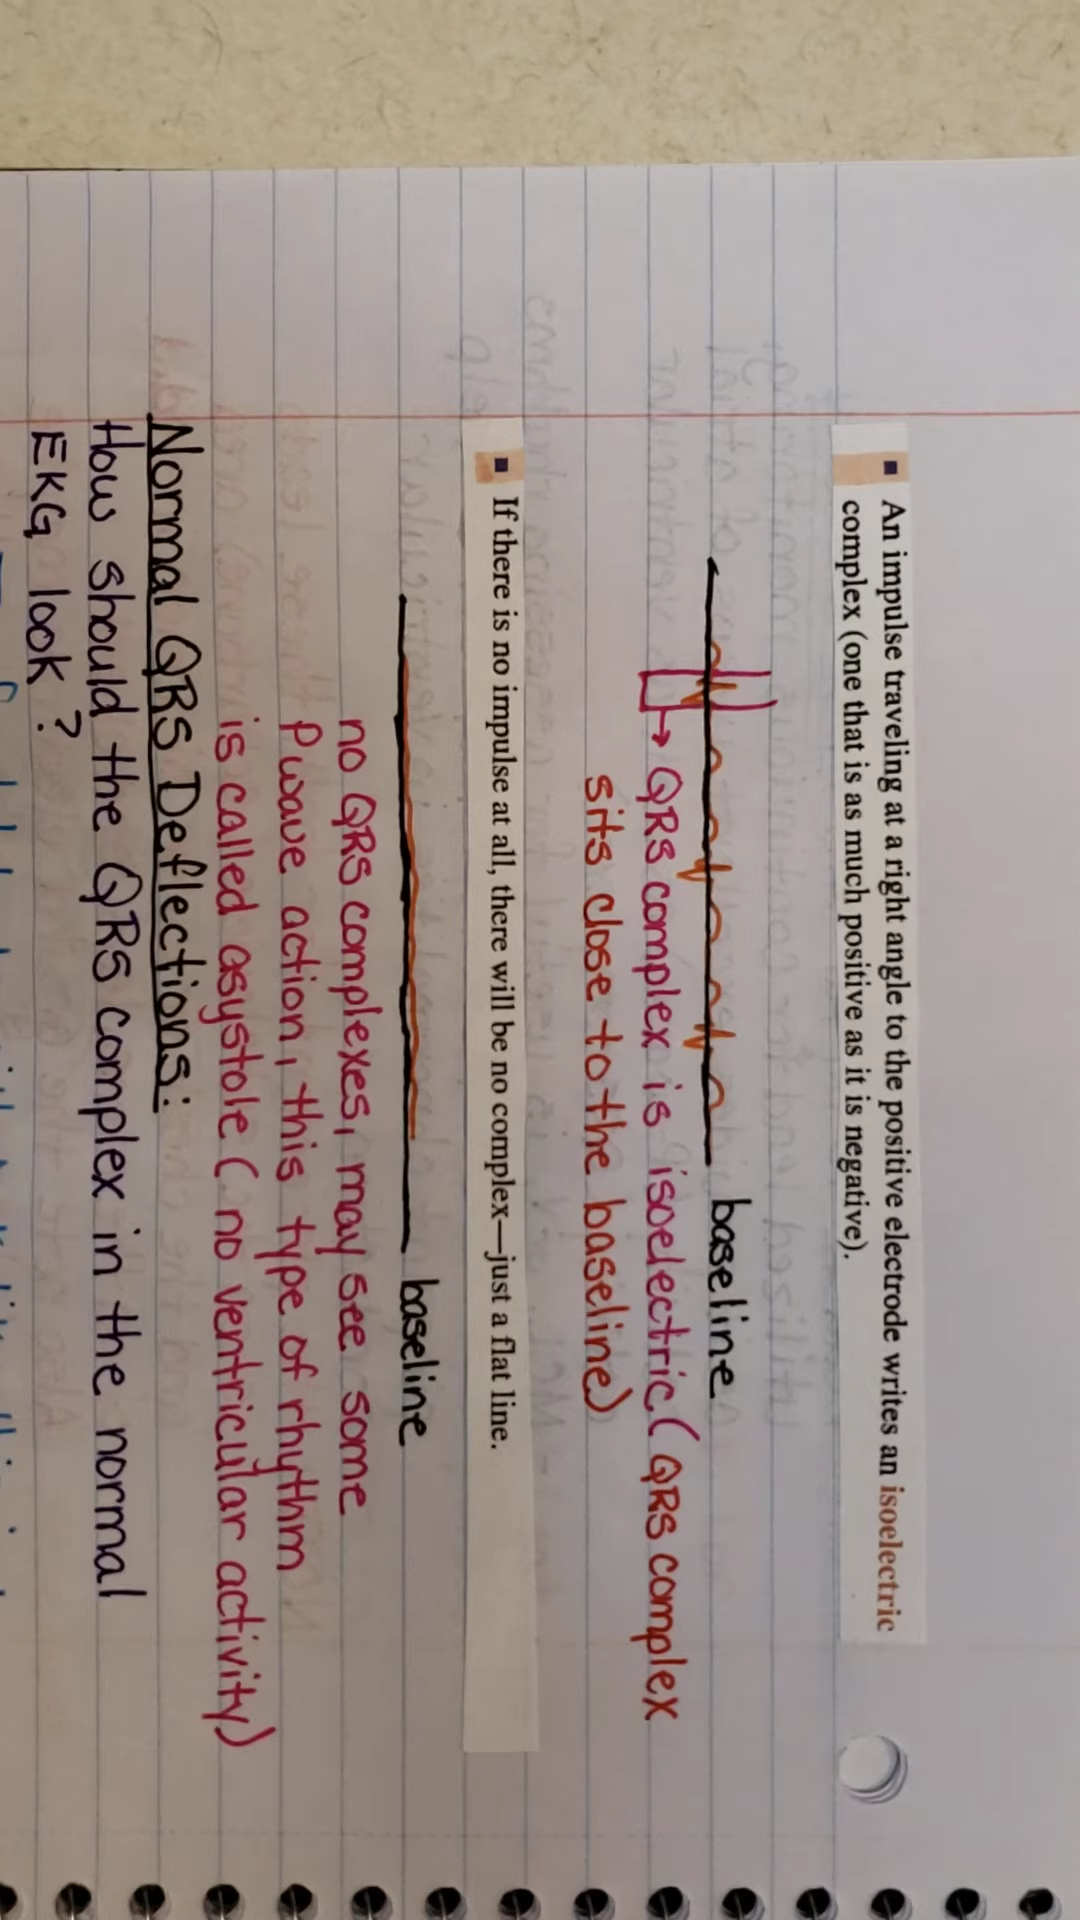 ▪ An impulse traveling at a right angle to the positive electrode writes an isoelectric
complex (one that is as much positive as it is negative).
baseline
QRS complex is isoelectric (QRS complex
sits close to the baseline)
▪ If there is no impulse at all, there will be no complex—just a flat line.
baseline
no QRS complexes, may see some
P wave action, this type of rhythm
is called asystole (no ventricular activity)
Normal QRS Deflections:
How should the QRS complex in the normal
EKG look?